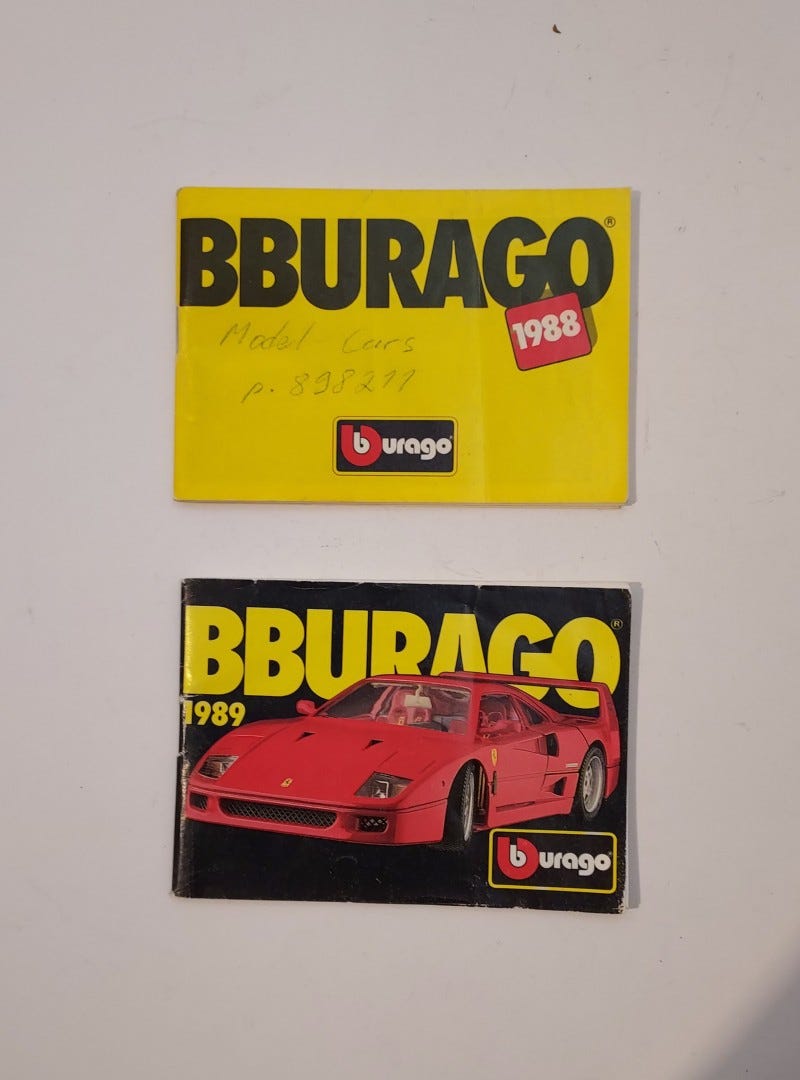 BBURAGO®
1988
Model - Cars
p. 898211
burago®
BBURAGO®
1989
burago®